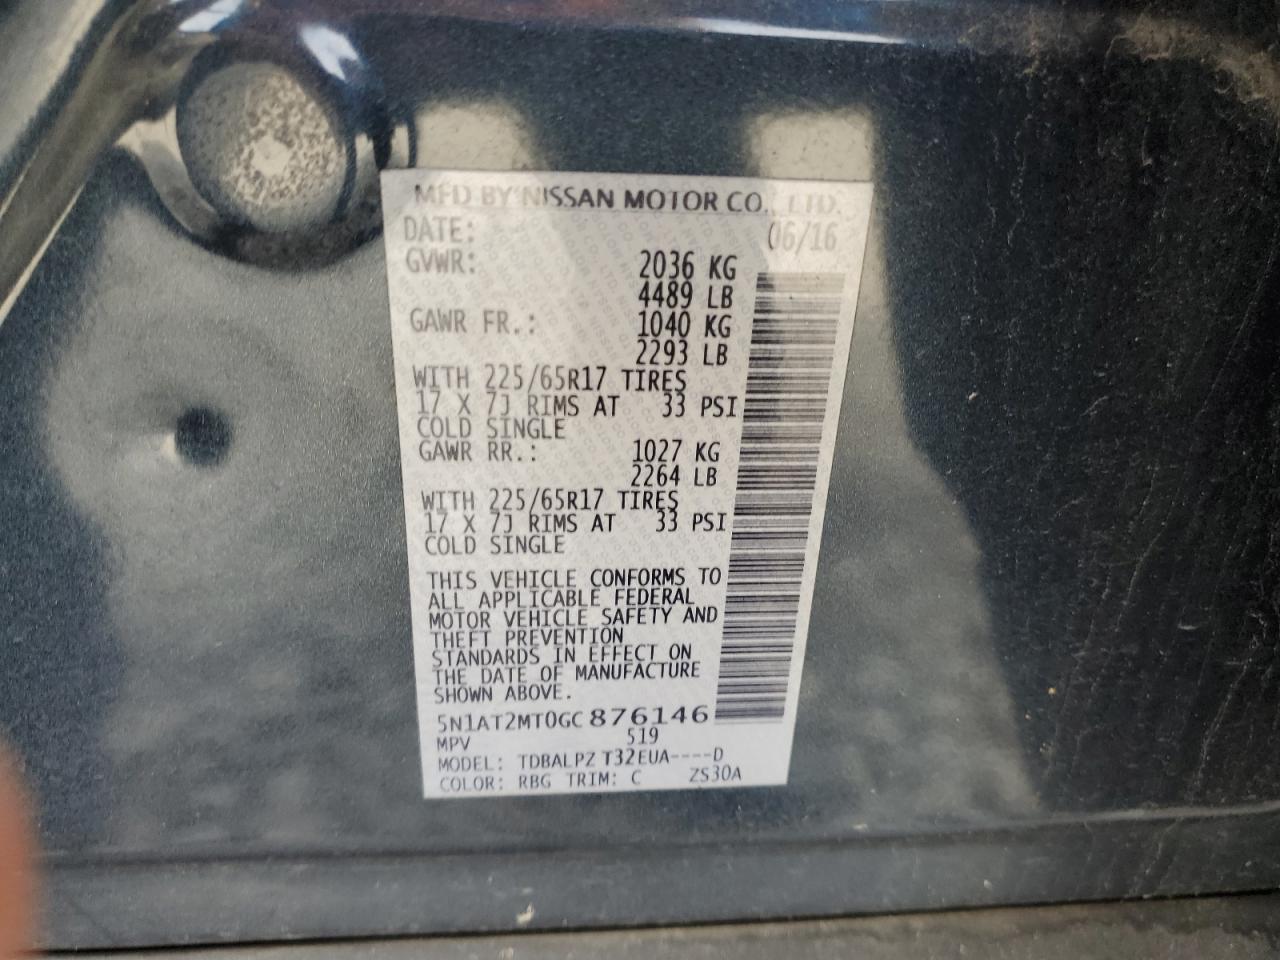 MFD BY NISSAN MOTOR CO., LTD.
DATE: 06/16
GVWR: 2036 KG
4489 LB
GAWR FR.: 1040 KG
2293 LB
WITH 225/65R17 TIRES
17 X 7J RIMS AT 33 PSI
COLD SINGLE
GAWR RR.: 1027 KG
2264 LB
WITH 225/65R17 TIRES
17 X 7J RIMS AT 33 PSI
COLD SINGLE
THIS VEHICLE CONFORMS TO
ALL APPLICABLE FEDERAL
MOTOR VEHICLE SAFETY AND
THEFT PREVENTION
STANDARDS IN EFFECT ON
THE DATE OF MANUFACTURE
SHOWN ABOVE.
5N1AT2MT0GC876146
MPV 519
MODEL: TDBALPZ T32EUA----D
COLOR: RBG TRIM: C ZS30A